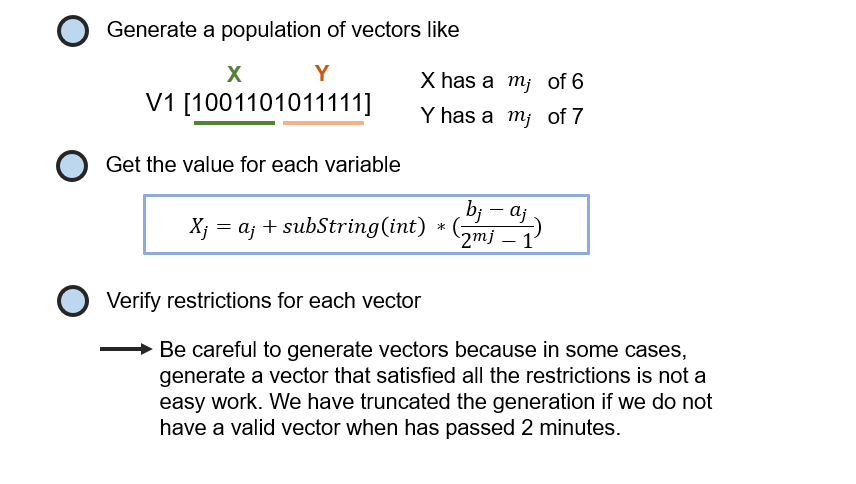 Generate a population of vectors like
X Y
V1 [1001101011111]
X has a m_j of 6
Y has a m_j of 7
Get the value for each variable
X_j = a_j + subString(int) * (\frac{b_j − a_j}{2^{mj} − 1})
Verify restrictions for each vector
Be careful to generate vectors because in some cases,
generate a vector that satisfied all the restrictions is not a
easy work. We have truncated the generation if we do not
have a valid vector when has passed 2 minutes.